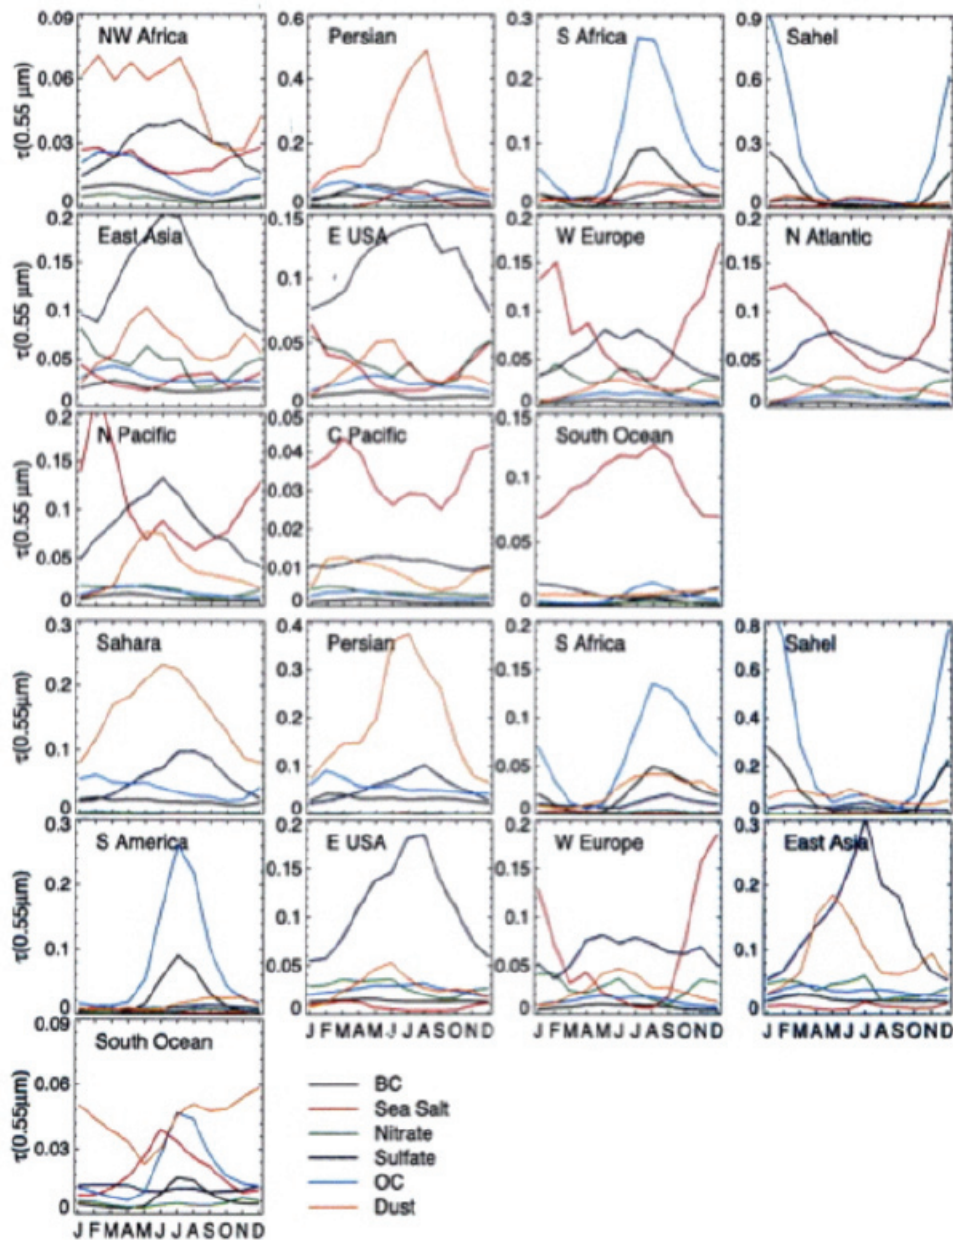 NW Africa Persian S Africa Sahel
0.09 0.6 0.3 0.9
0.06 0.4 0.2 0.6
0.03 0.2 0.1 0.3
0 0 0 0
τ(0.55 μm)
East Asia E USA W Europe N Atlantic
0.2 0.15 0.2 0.2
0.15 0.1 0.15 0.15
0.1 0.05 0.1 0.1
0.05 0.05 0.05
0 0 0 0
τ(0.55 μm)
N Pacific C Pacific South Ocean
0.2 0.05 0.15
0.15 0.04 0.1
0.1 0.03 0.05
0.05 0.02
0.01
0 0 0
τ(0.55 μm)
Sahara Persian S Africa Sahel
0.3 0.4 0.2 0.8
0.2 0.3 0.15 0.6
0.1 0.2 0.1 0.4
0.1 0.05 0.2
0 0 0 0
τ(0.55μm)
S America E USA W Europe East Asia
0.3 0.2 0.2 0.3
0.2 0.15 0.15 0.2
0.1 0.1 0.1 0.1
0.05 0.05
0 0 0 0
τ(0.55μm)
J F M A M J J A S O N D J F M A M J J A S O N D J F M A M J J A S O N D
South Ocean
0.09
0.06
0.03
0
τ(0.55μm)
J F M A M J J A S O N D
BC
Sea Salt
Nitrate
Sulfate
OC
Dust